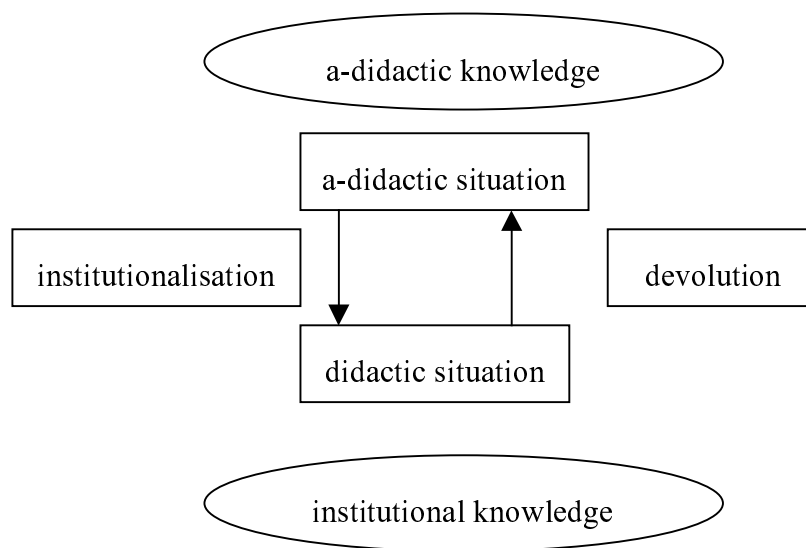 a-didactic knowledge
a-didactic situation
institutionalisation
devolution
didactic situation
institutional knowledge